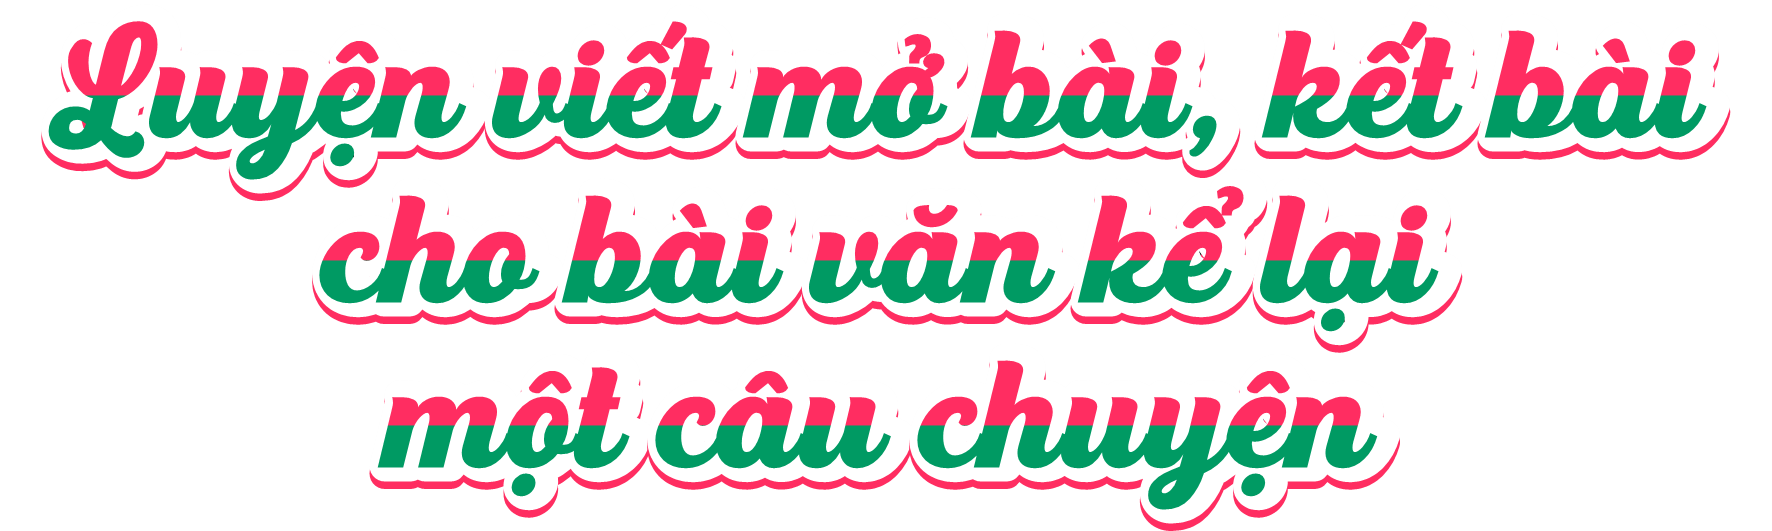 Luyện viết mở bài, kết bài
cho bài văn kể lại
một câu chuyện